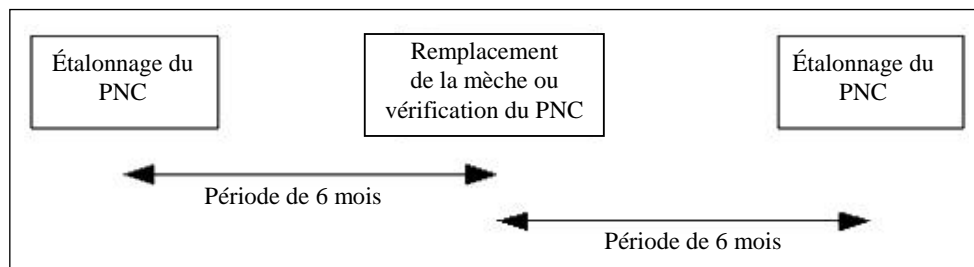 Étalonnage du
PNC
Remplacement
de la mèche ou
vérification du PNC
Étalonnage du
PNC
Période de 6 mois
Période de 6 mois